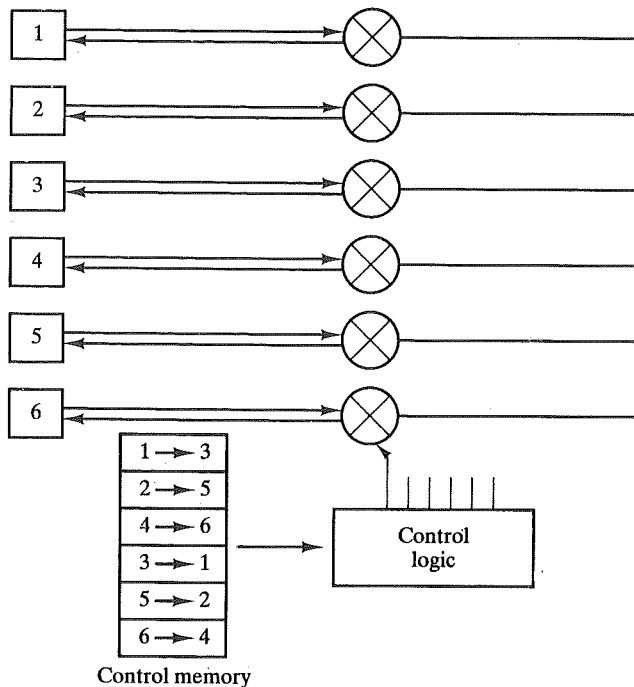 1
2
3
4
5
6
1 → 3
2 → 5
4 → 6
3 → 1
5 → 2
6 → 4
Control memory
Control
logic